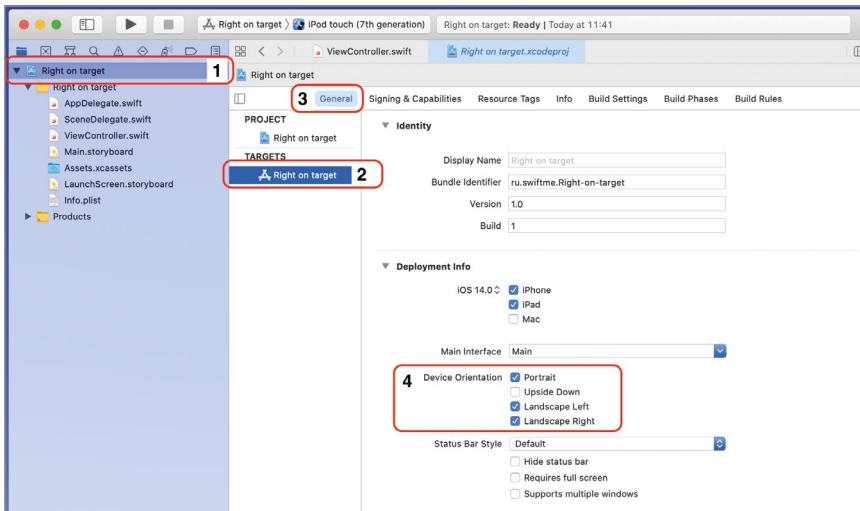 Right on target
iPod touch (7th generation)
Right on target: Ready | Today at 11:41
ViewController.swift
Right on target.xcodeproj
Right on target
1
Right on target
Right on target
AppDelegate.swift
SceneDelegate.swift
ViewController.swift
Main.storyboard
Assets.xcassets
LaunchScreen.storyboard
Info.plist
Products
3
General
Signing & Capabilities
Resource Tags
Info
Build Settings
Build Phases
Build Rules
PROJECT
Right on target
TARGETS
Right on target
2
Identity
Display Name Right on target
Bundle Identifier ru.swiftme.Right-on-target
Version 1.0
Build 1
Deployment Info
iOS 14.0 iPhone
iPad
Mac
Main Interface Main
4
Device Orientation Portrait
Upside Down
Landscape Left
Landscape Right
Status Bar Style Default
Hide status bar
Requires full screen
Supports multiple windows